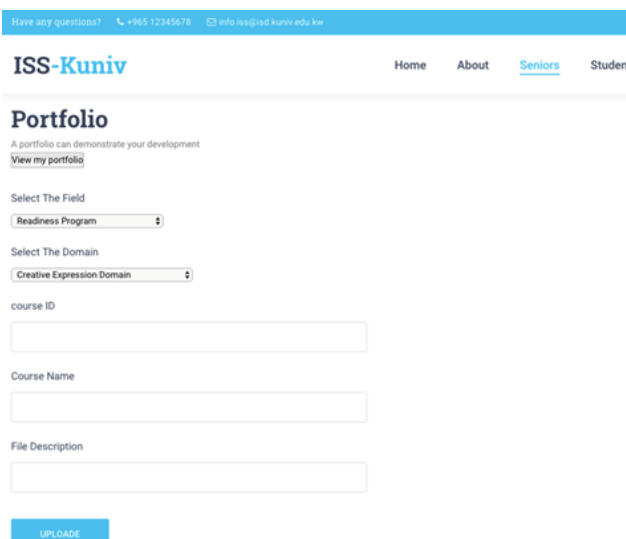 Have any questions? +965 12345678 info iss@isd.kuniv.edu.kw
ISS-Kuniv Home About Seniors Studen
Portfolio
A portfolio can demonstrate your development
View my portfolio
Select The Field
Readiness Program
Select The Domain
Creative Expression Domain
course ID
Course Name
File Description
UPLOADE